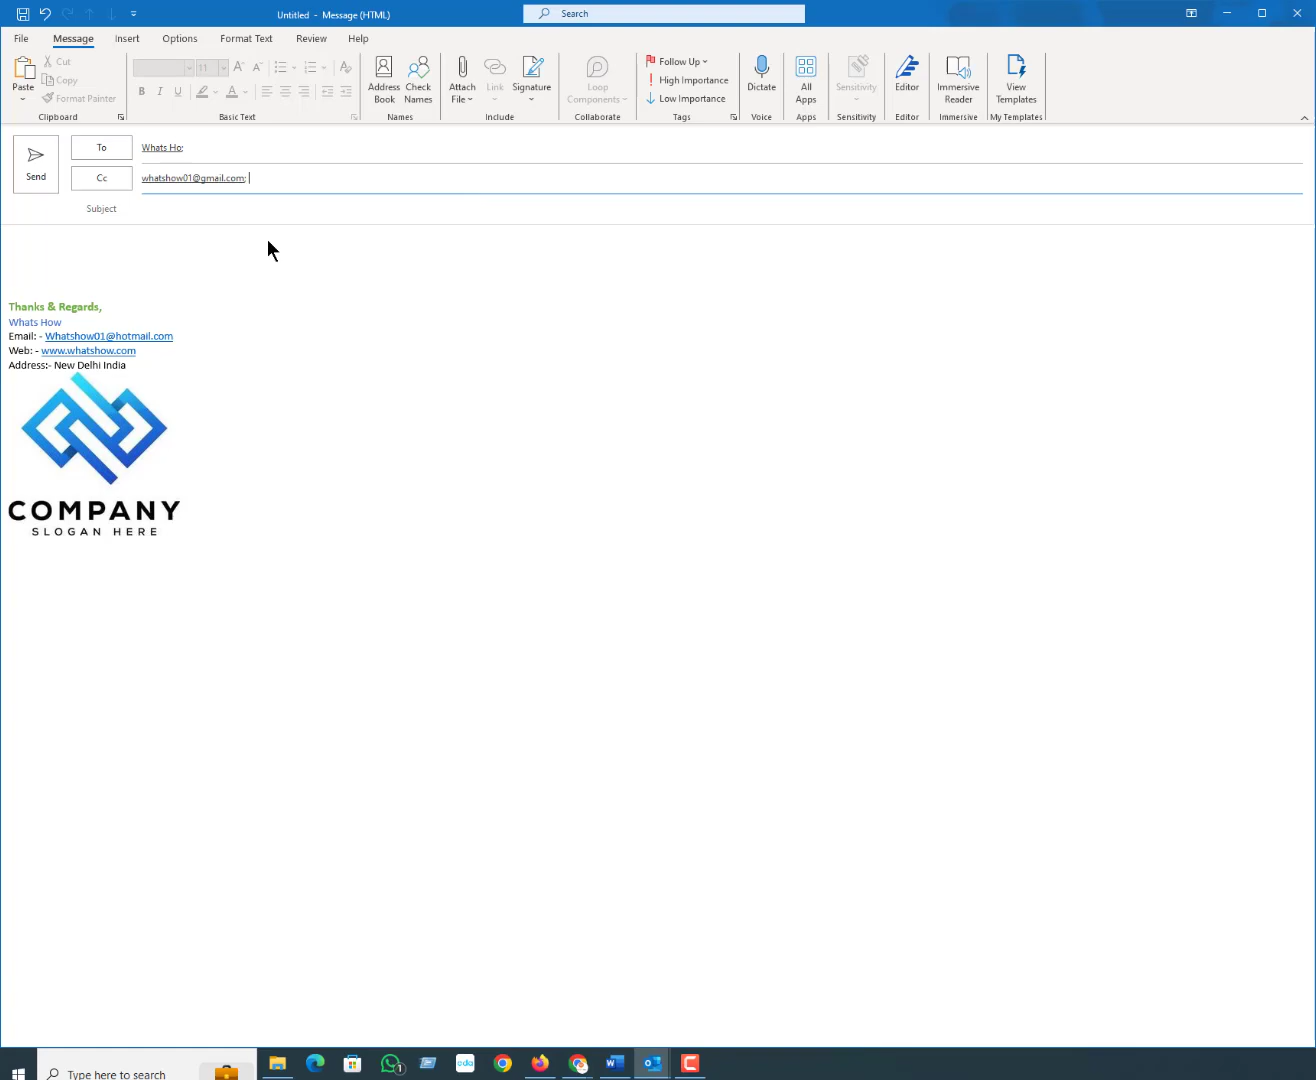 Untitled - Message (HTML)
Search
File
Message
Insert
Options
Format Text
Review
Help
Paste
Cut
Copy
Format Painter
Clipboard
11
B I U A
Basic Text
Address Book
Check Names
Names
Attach File
Link
Signature
Include
Loop Components
Collaborate
Follow Up
High Importance
Low Importance
Tags
Dictate
Voice
All Apps
Apps
Sensitivity
Sensitivity
Editor
Editor
Immersive Reader
Immersive
View Templates
My Templates
Send
To
Whats Ho;
Cc
whatshow01@gmail.com;
Subject
Thanks & Regards,
Whats How
Email: - Whatshow01@hotmail.com
Web: - www.whatshow.com
Address:- New Delhi India
COMPANY
SLOGAN HERE
Type here to search
cda
1